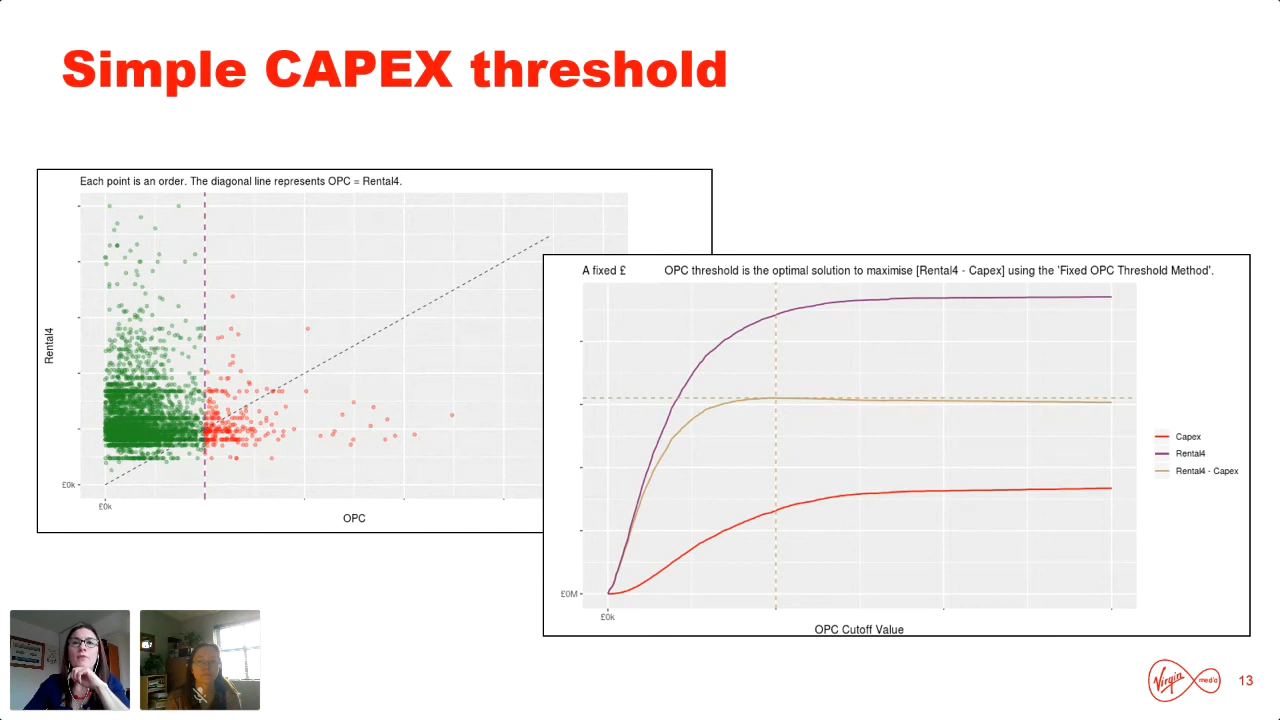 Simple CAPEX threshold
Each point is an order. The diagonal line represents OPC = Rental4.
Rental4
£0k
£0k
OPC
A fixed £ OPC threshold is the optimal solution to maximise [Rental4 - Capex] using the 'Fixed OPC Threshold Method'.
£0M
£0k
OPC Cutoff Value
Capex
Rental4
Rental4 - Capex
Virgin media
13